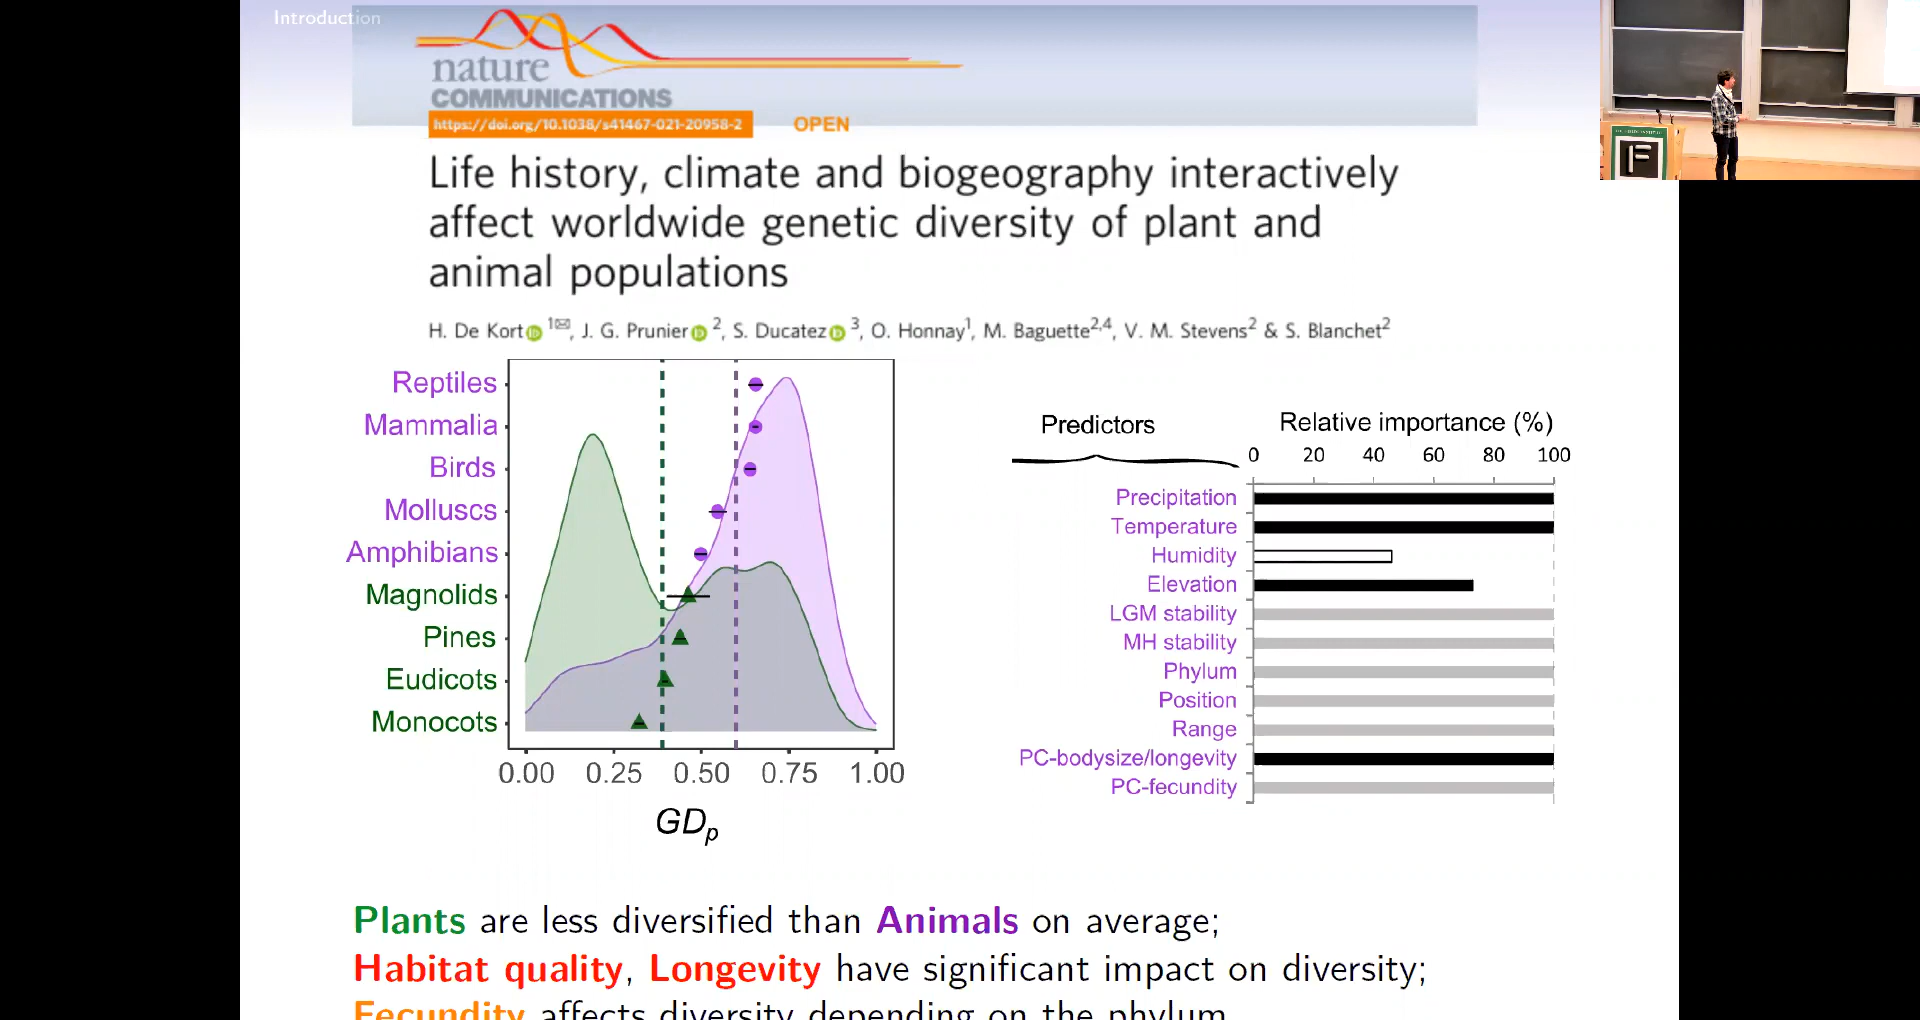 Introduction
nature
COMMUNICATIONS
https://doi.org/10.1038/s41467-021-20958-2 OPEN
Life history, climate and biogeography interactively
affect worldwide genetic diversity of plant and
animal populations
H. De Kort 1✉, J. G. Prunier 2, S. Ducatez 3, O. Honnay1, M. Baguette2,4, V. M. Stevens2 & S. Blanchet2
Reptiles
Mammalia
Birds
Molluscs
Amphibians
Magnolids
Pines
Eudicots
Monocots
0.00 0.25 0.50 0.75 1.00
GDp
Predictors
Relative importance (%)
0 20 40 60 80 100
Precipitation
Temperature
Humidity
Elevation
LGM stability
MH stability
Phylum
Position
Range
PC-bodysize/longevity
PC-fecundity
Plants are less diversified than Animals on average;
Habitat quality, Longevity have significant impact on diversity;
Fecundity affects diversity depending on the phylum
F